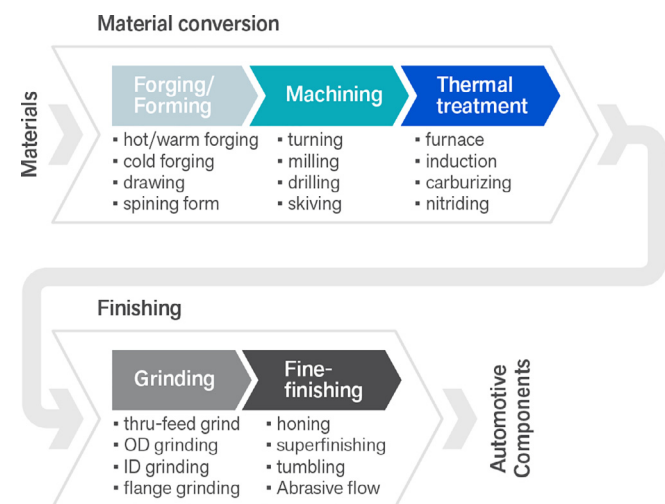 Material conversion
Materials
Forging/
Forming
▪ hot/warm forging
▪ cold forging
▪ drawing
▪ spining form
Machining
▪ turning
▪ milling
▪ drilling
▪ skiving
Thermal
treatment
▪ furnace
▪ induction
▪ carburizing
▪ nitriding
Finishing
Grinding
▪ thru-feed grind
▪ OD grinding
▪ ID grinding
▪ flange grinding
Fine-
finishing
▪ honing
▪ superfinishing
▪ tumbling
▪ Abrasive flow
Automotive
Components